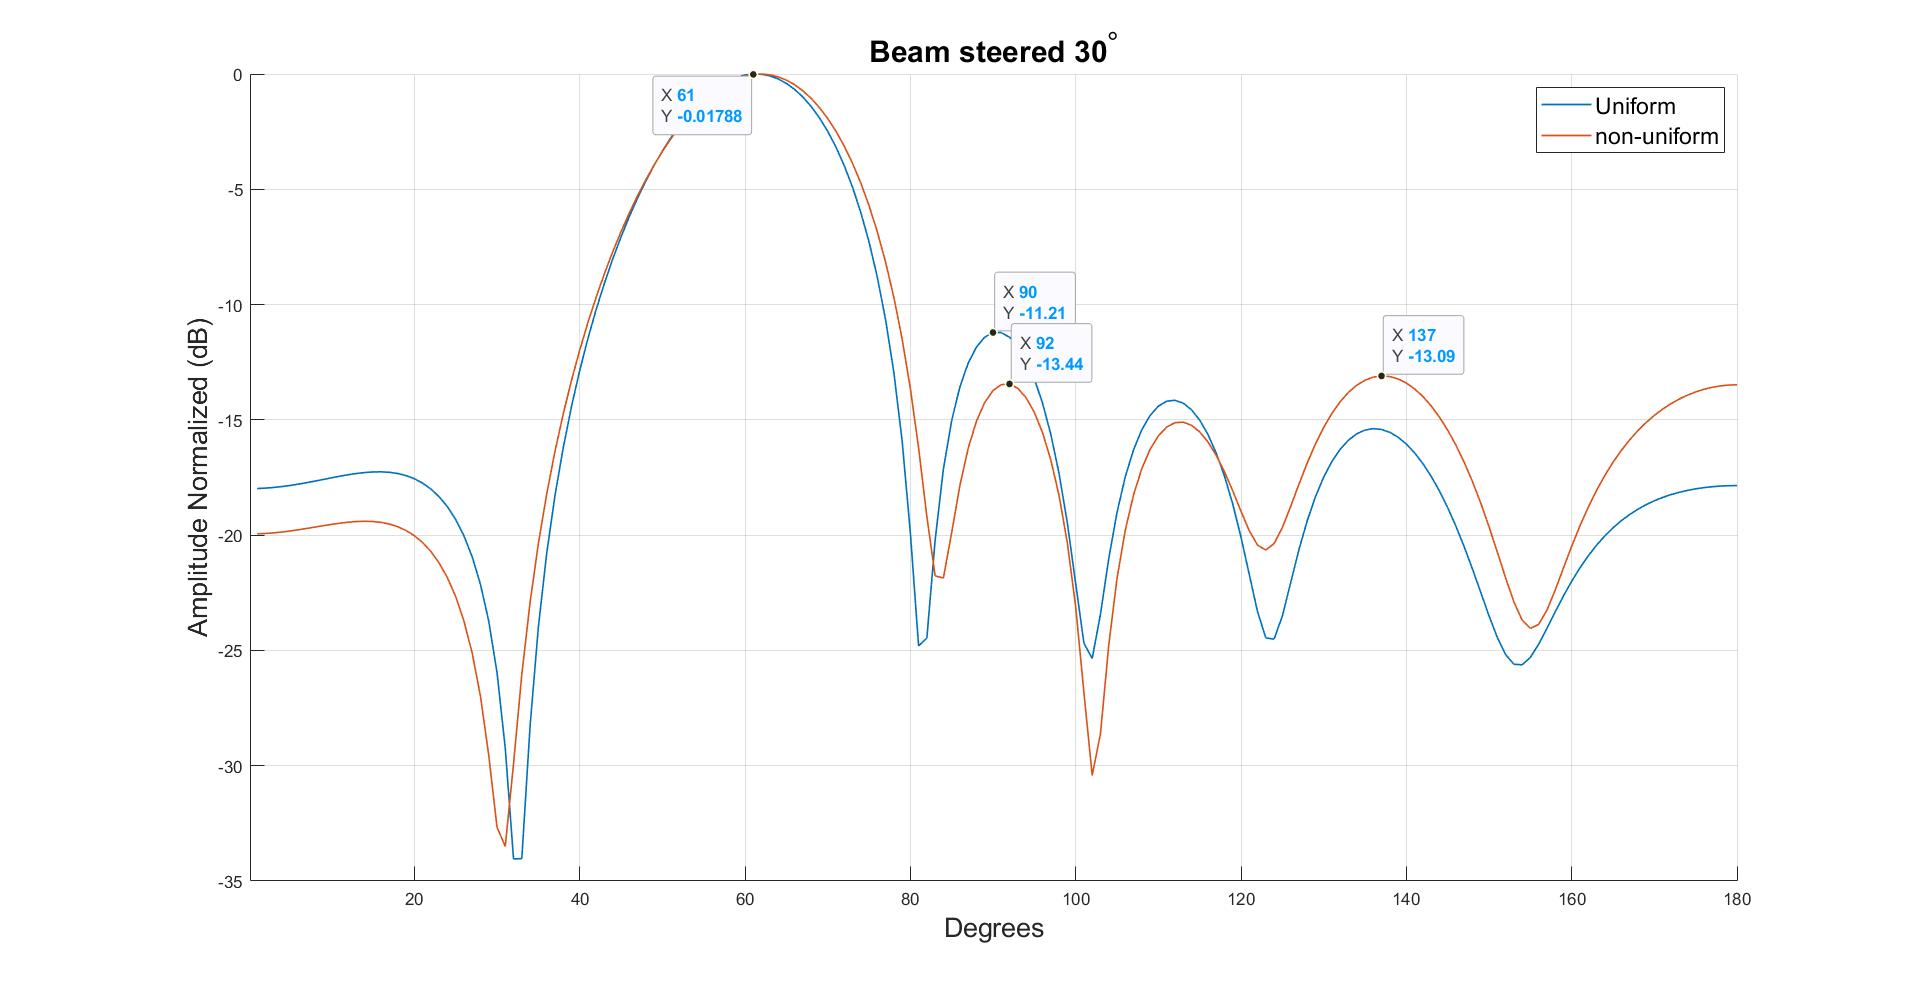 Beam steered 30°
Uniform
non-uniform
X 61
Y -0.01788
X 90
Y -11.21
X 92
Y -13.44
X 137
Y -13.09
0
-5
-10
-15
-20
-25
-30
-35
Amplitude Normalized (dB)
20 40 60 80 100 120 140 160 180
Degrees